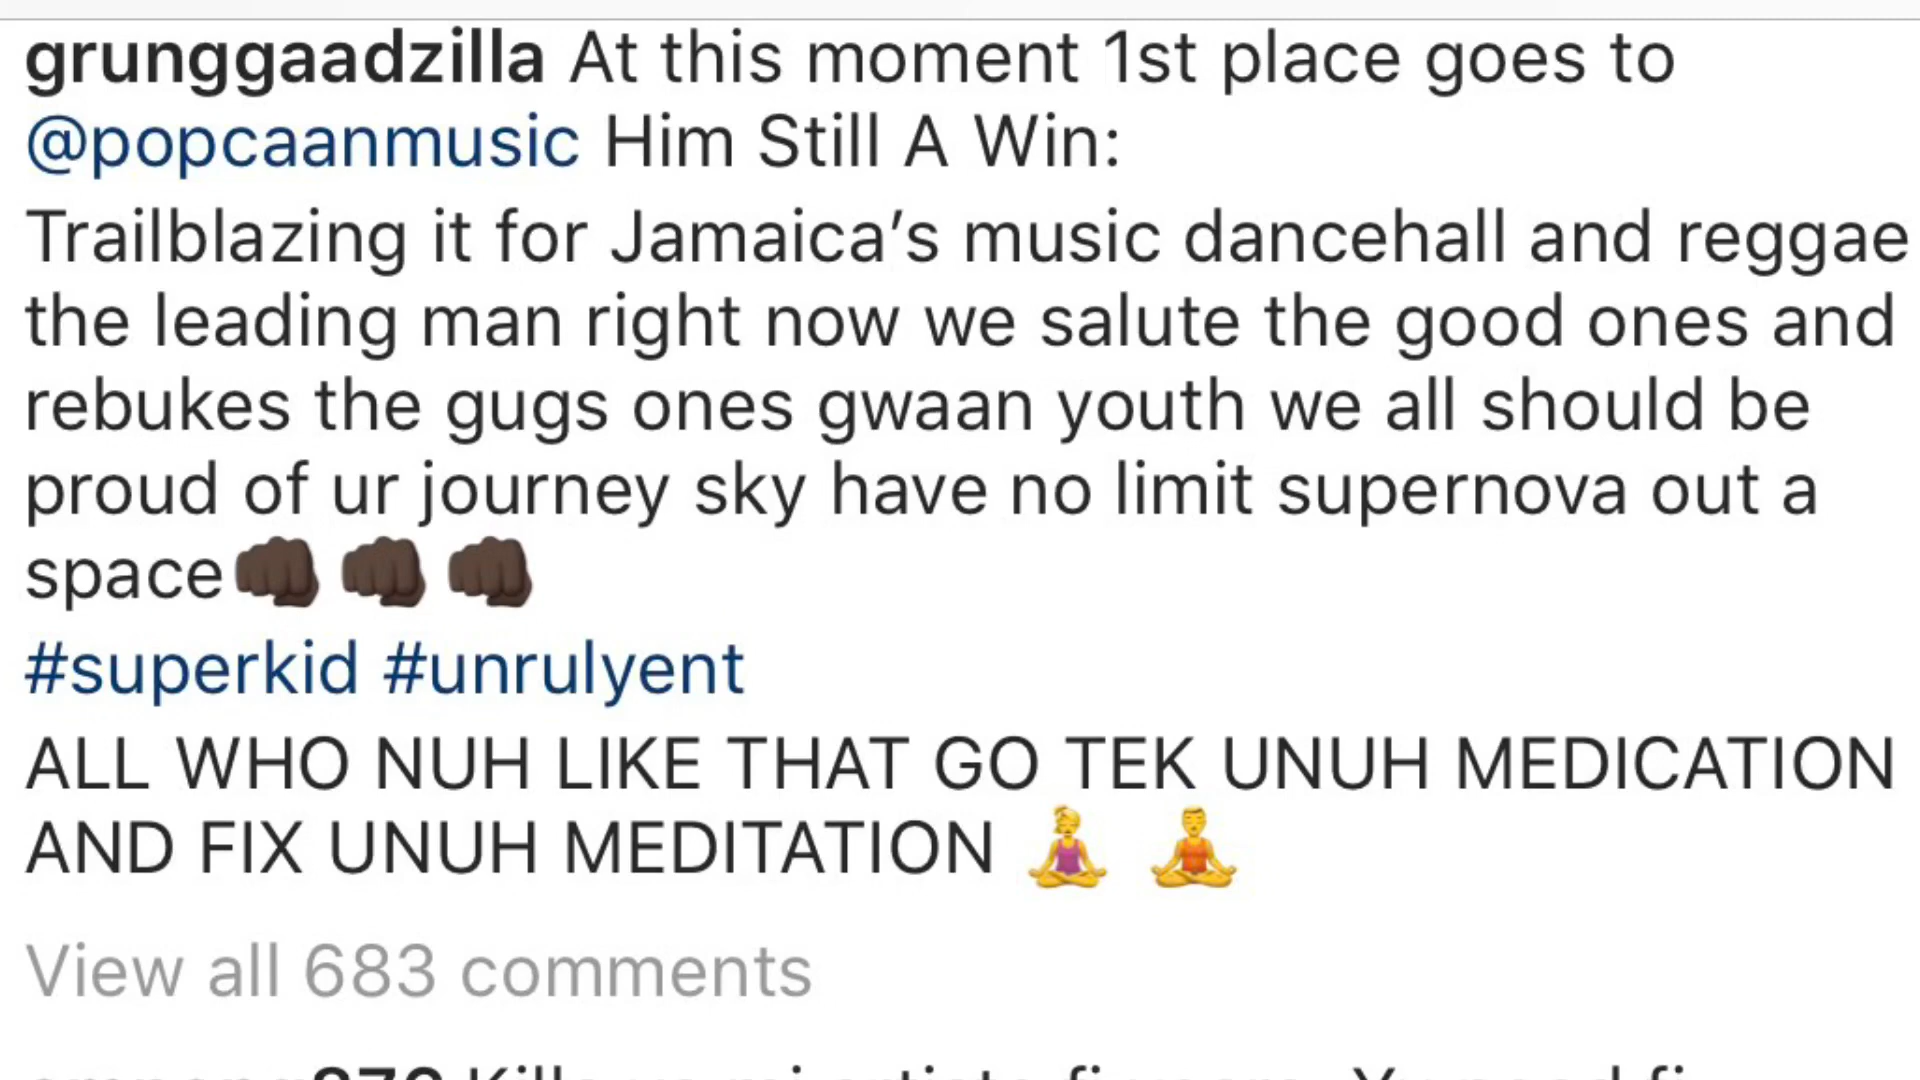 grunggaadzilla At this moment 1st place goes to
@popcaanmusic Him Still A Win:
Trailblazing it for Jamaica’s music dancehall and reggae
the leading man right now we salute the good ones and
rebukes the gugs ones gwaan youth we all should be
proud of ur journey sky have no limit supernova out a
space👊🏿👊🏿👊🏿
#superkid #unrulyent
ALL WHO NUH LIKE THAT GO TEK UNUH MEDICATION
AND FIX UNUH MEDITATION 🧘‍♀️ 🧘‍♂️
View all 683 comments